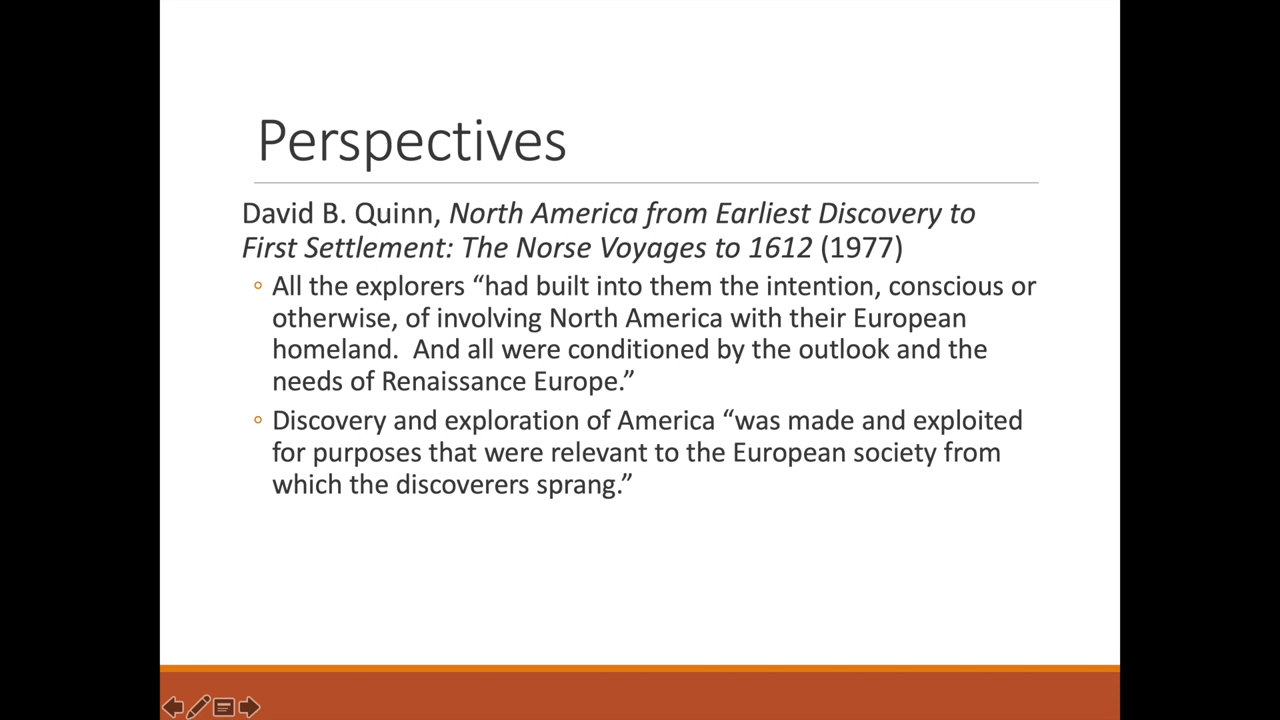 Perspectives
David B. Quinn, North America from Earliest Discovery to
First Settlement: The Norse Voyages to 1612 (1977)
◦ All the explorers “had built into them the intention, conscious or
otherwise, of involving North America with their European
homeland.  And all were conditioned by the outlook and the
needs of Renaissance Europe.”
◦ Discovery and exploration of America “was made and exploited
for purposes that were relevant to the European society from
which the discoverers sprang.”